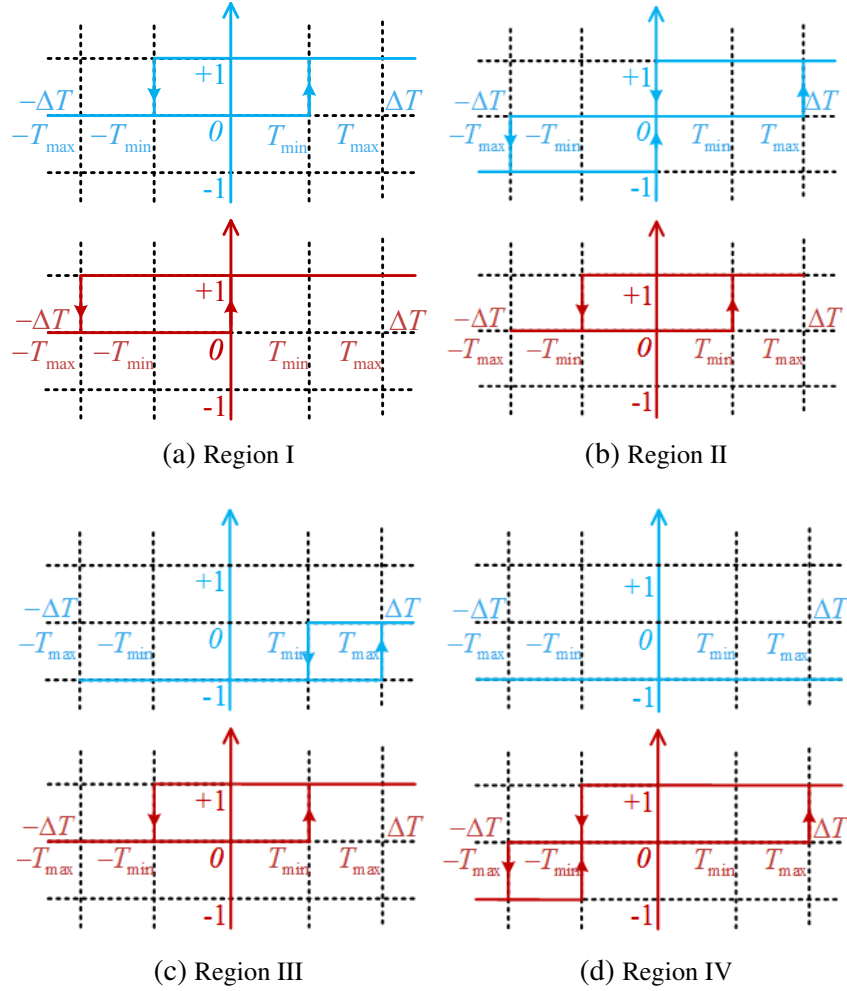 +1
−ΔT 0 ΔT
−Tmax −Tmin Tmin Tmax
-1
+1
−ΔT 0 ΔT
−Tmax −Tmin Tmin Tmax
-1
(a) Region I
+1
−ΔT 0 ΔT
−Tmax −Tmin Tmin Tmax
-1
+1
−ΔT 0 ΔT
−Tmax −Tmin Tmin Tmax
-1
(b) Region II
+1
−ΔT 0 ΔT
−Tmax −Tmin Tmin Tmax
-1
+1
−ΔT 0 ΔT
−Tmax −Tmin Tmin Tmax
-1
(c) Region III
+1
−ΔT 0 ΔT
−Tmax −Tmin Tmin Tmax
-1
+1
−ΔT 0 ΔT
−Tmax −Tmin Tmin Tmax
-1
(d) Region IV